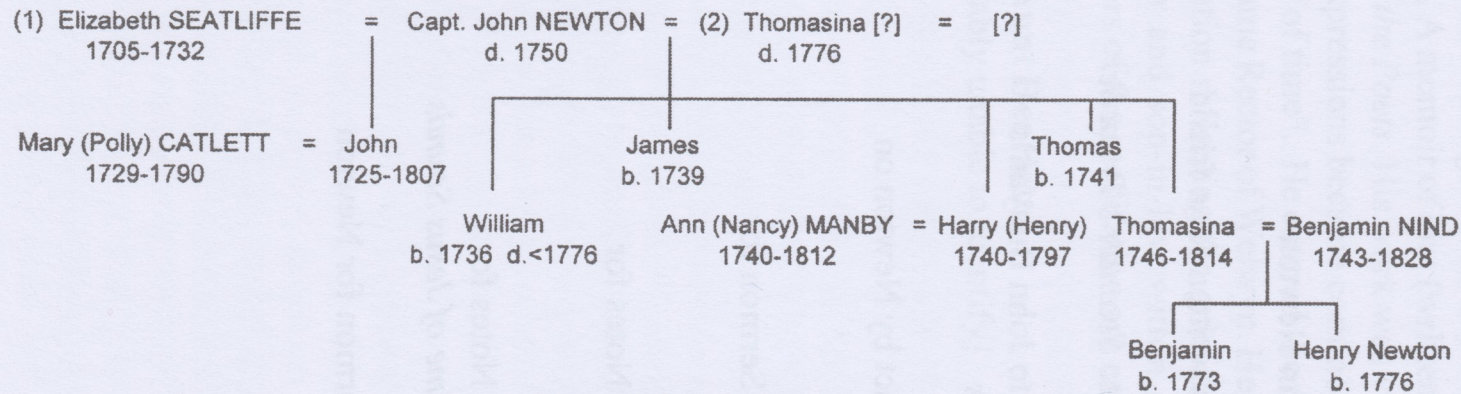 (1) Elizabeth SEATLIFFE = Capt. John NEWTON = (2) Thomasina [?] = [?]
1705-1732 d. 1750 d. 1776
Mary (Polly) CATLETT = John James Thomas
1729-1790 1725-1807 b. 1739 b. 1741
William Ann (Nancy) MANBY = Harry (Henry) Thomasina = Benjamin NIND
b. 1736 d.<1776 1740-1812 1740-1797 1746-1814 1743-1828
Benjamin Henry Newton
b. 1773 b. 1776